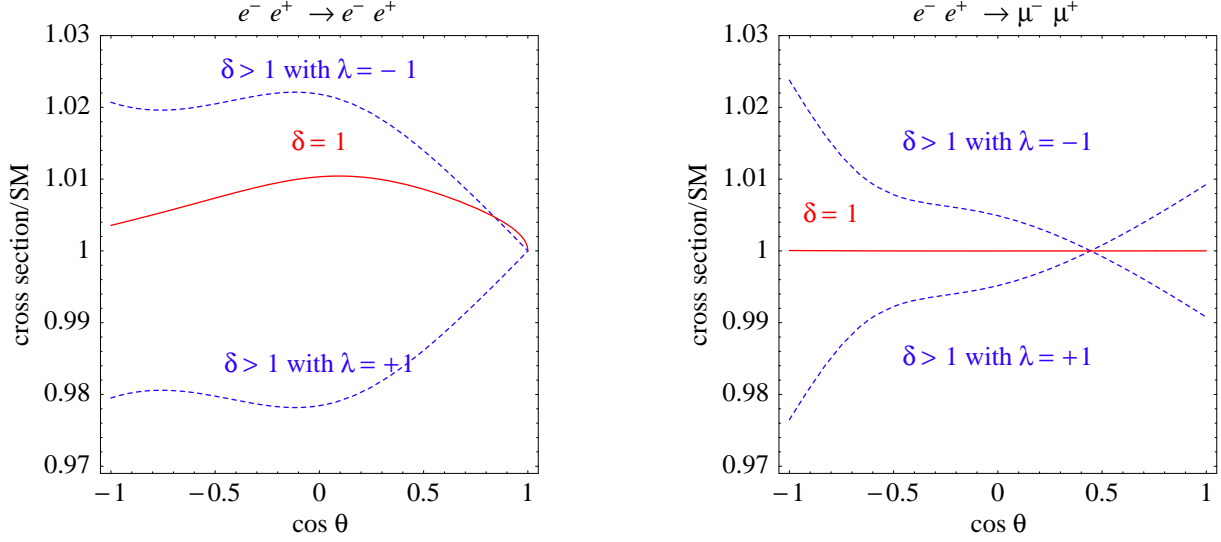 e⁻ e⁺ → e⁻ e⁺
1.03
1.02
1.01
1
0.99
0.98
0.97
cross section/SM
δ > 1 with λ = − 1
δ = 1
δ > 1 with λ = +1
−1
−0.5
0
0.5
1
cos θ
e⁻ e⁺ → μ⁻ μ⁺
1.03
1.02
1.01
1
0.99
0.98
0.97
cross section/SM
δ > 1 with λ = −1
δ = 1
δ > 1 with λ = +1
−1
−0.5
0
0.5
1
cos θ